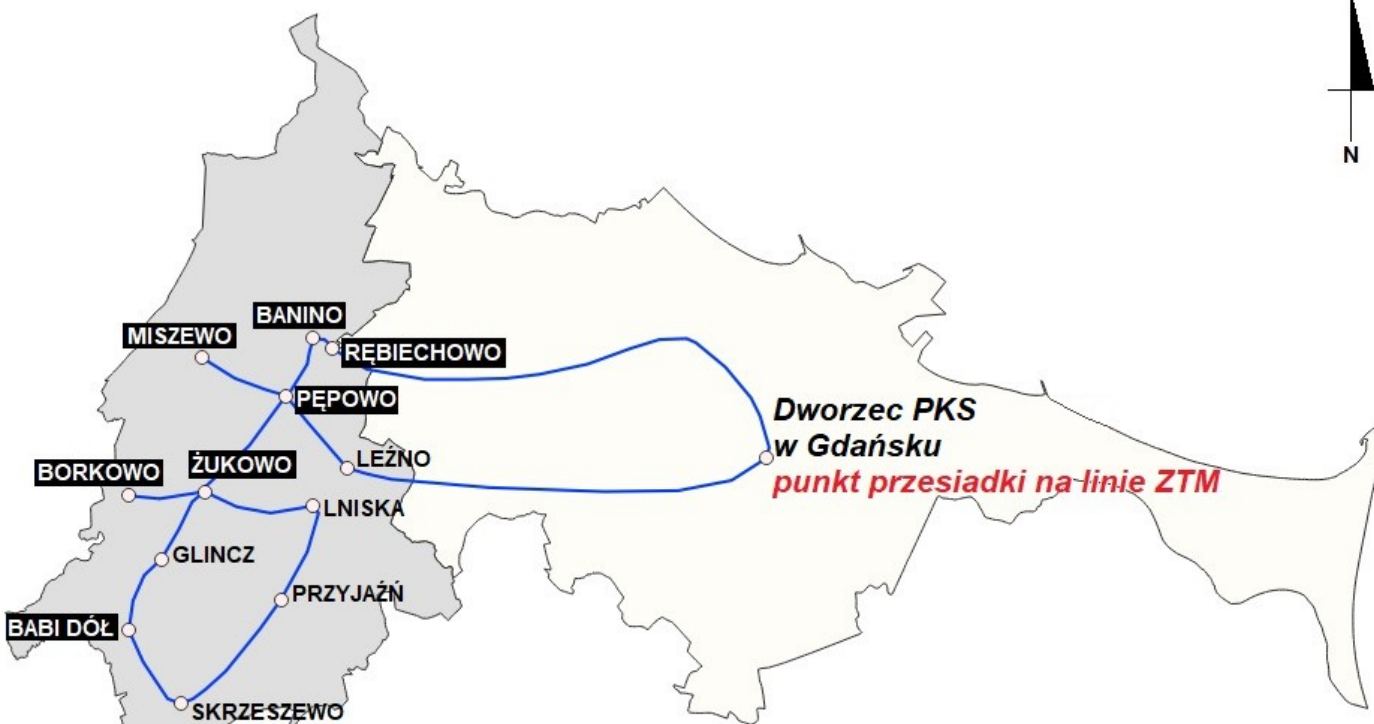 N
BANINO
MISZEWO
RĘBIECHOWO
PĘPOWO
Dworzec PKS
w Gdańsku
punkt przesiadki na linie ZTM
LEŹNO
ŻUKOWO
BORKOWO
LNISKA
GLINCZ
PRZYJAŹŃ
BABI DÓŁ
SKRZESZEWO